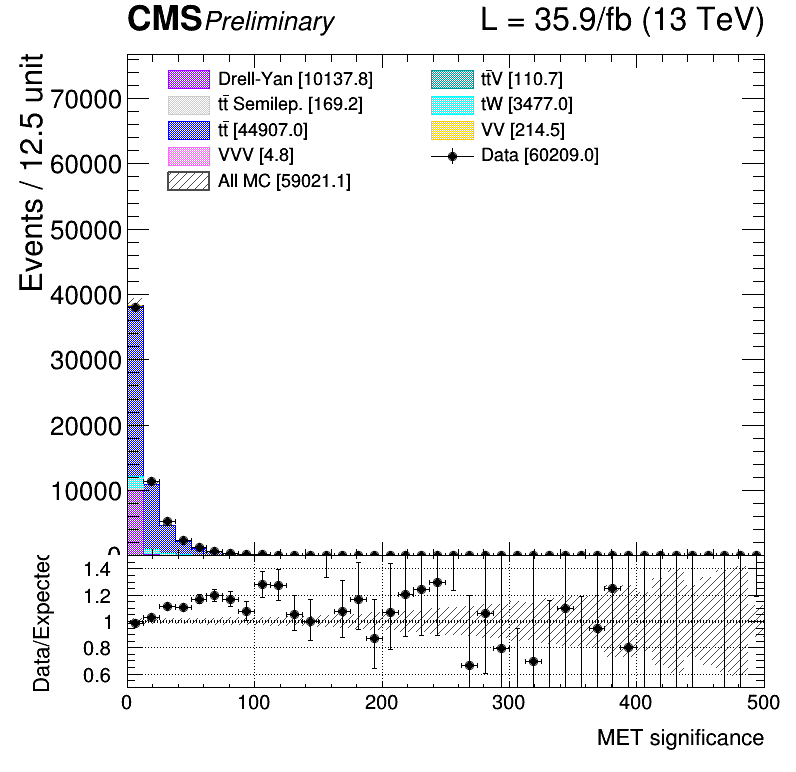 CMS Preliminary L = 35.9/fb (13 TeV)
Events / 12.5 unit
Drell-Yan [10137.8]
tt̄ Semilep. [169.2]
tt̄ [44907.0]
VVV [4.8]
All MC [59021.1]
tt̄V [110.7]
tW [3477.0]
VV [214.5]
Data [60209.0]
70000
60000
50000
40000
30000
20000
10000
0
Data/Expected
1.4
1.2
1
0.8
0.6
0 100 200 300 400 500
MET significance